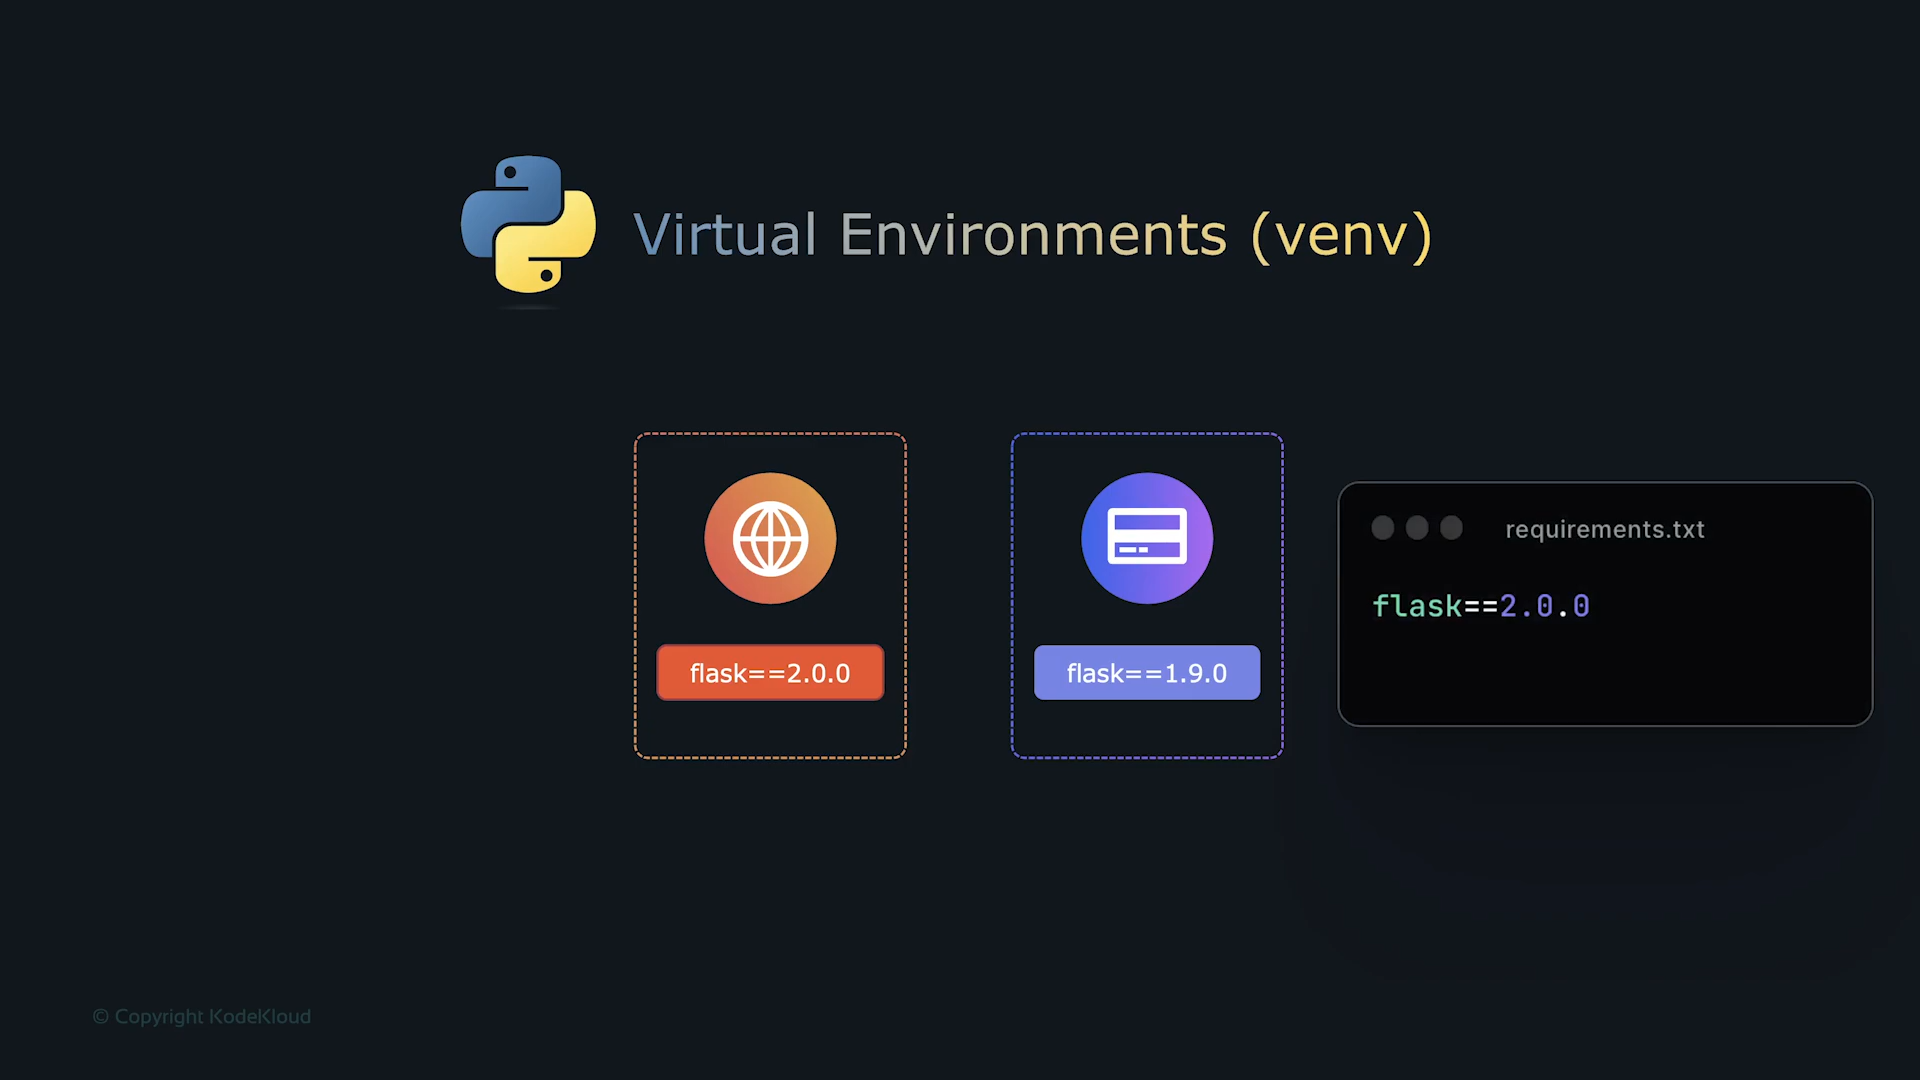 Virtual Environments (venv)
flask==2.0.0
flask==1.9.0
requirements.txt
flask==2.0.0
© Copyright KodeKloud